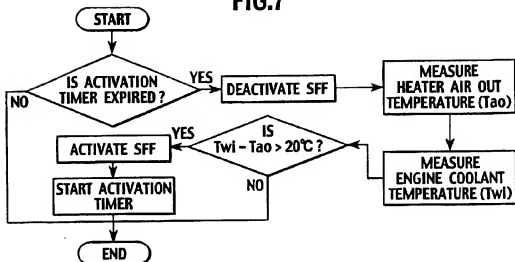 FIG.7
START
IS ACTIVATION
TIMER EXPIRED ?
YES
NO
DEACTIVATE SFF
MEASURE
HEATER AIR OUT
TEMPERATURE (Tao)
MEASURE
ENGINE COOLANT
TEMPERATURE (Twi)
IS
Twi – Tao > 20℃ ?
YES
NO
ACTIVATE SFF
START ACTIVATION
TIMER
END